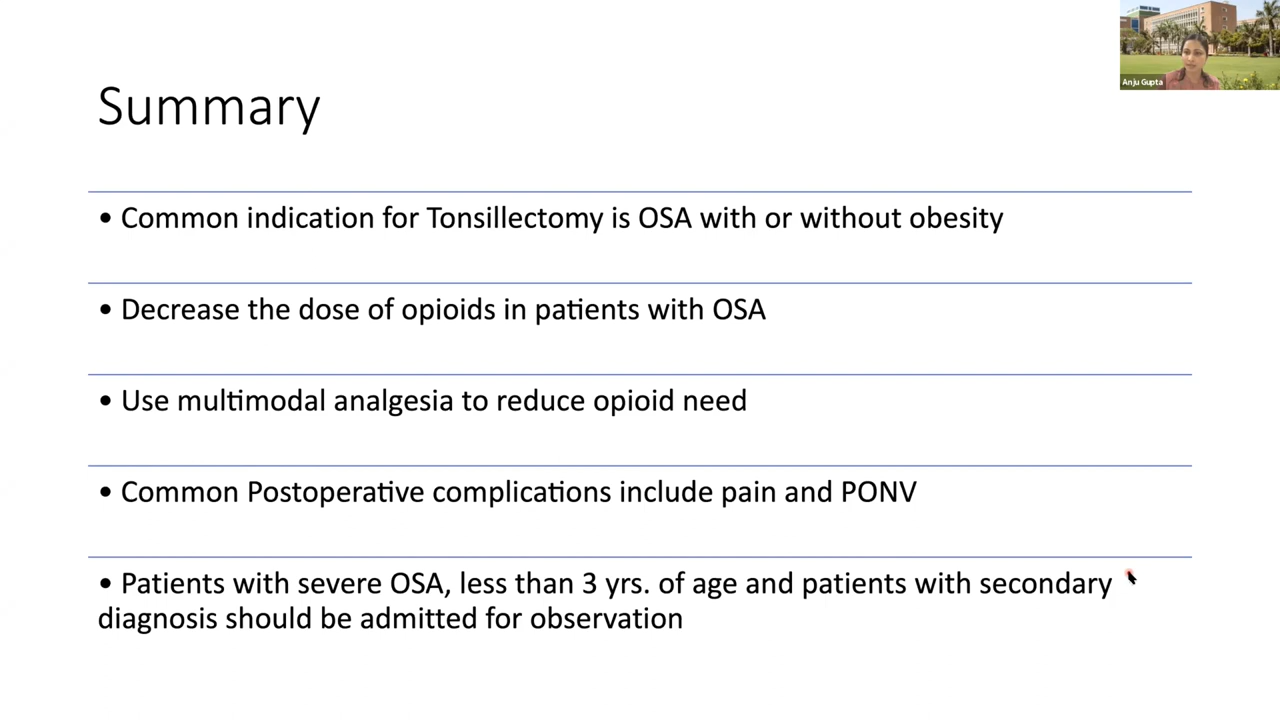 Anju Gupta
Summary
• Common indication for Tonsillectomy is OSA with or without obesity
• Decrease the dose of opioids in patients with OSA
• Use multimodal analgesia to reduce opioid need
• Common Postoperative complications include pain and PONV
• Patients with severe OSA, less than 3 yrs. of age and patients with secondary
diagnosis should be admitted for observation